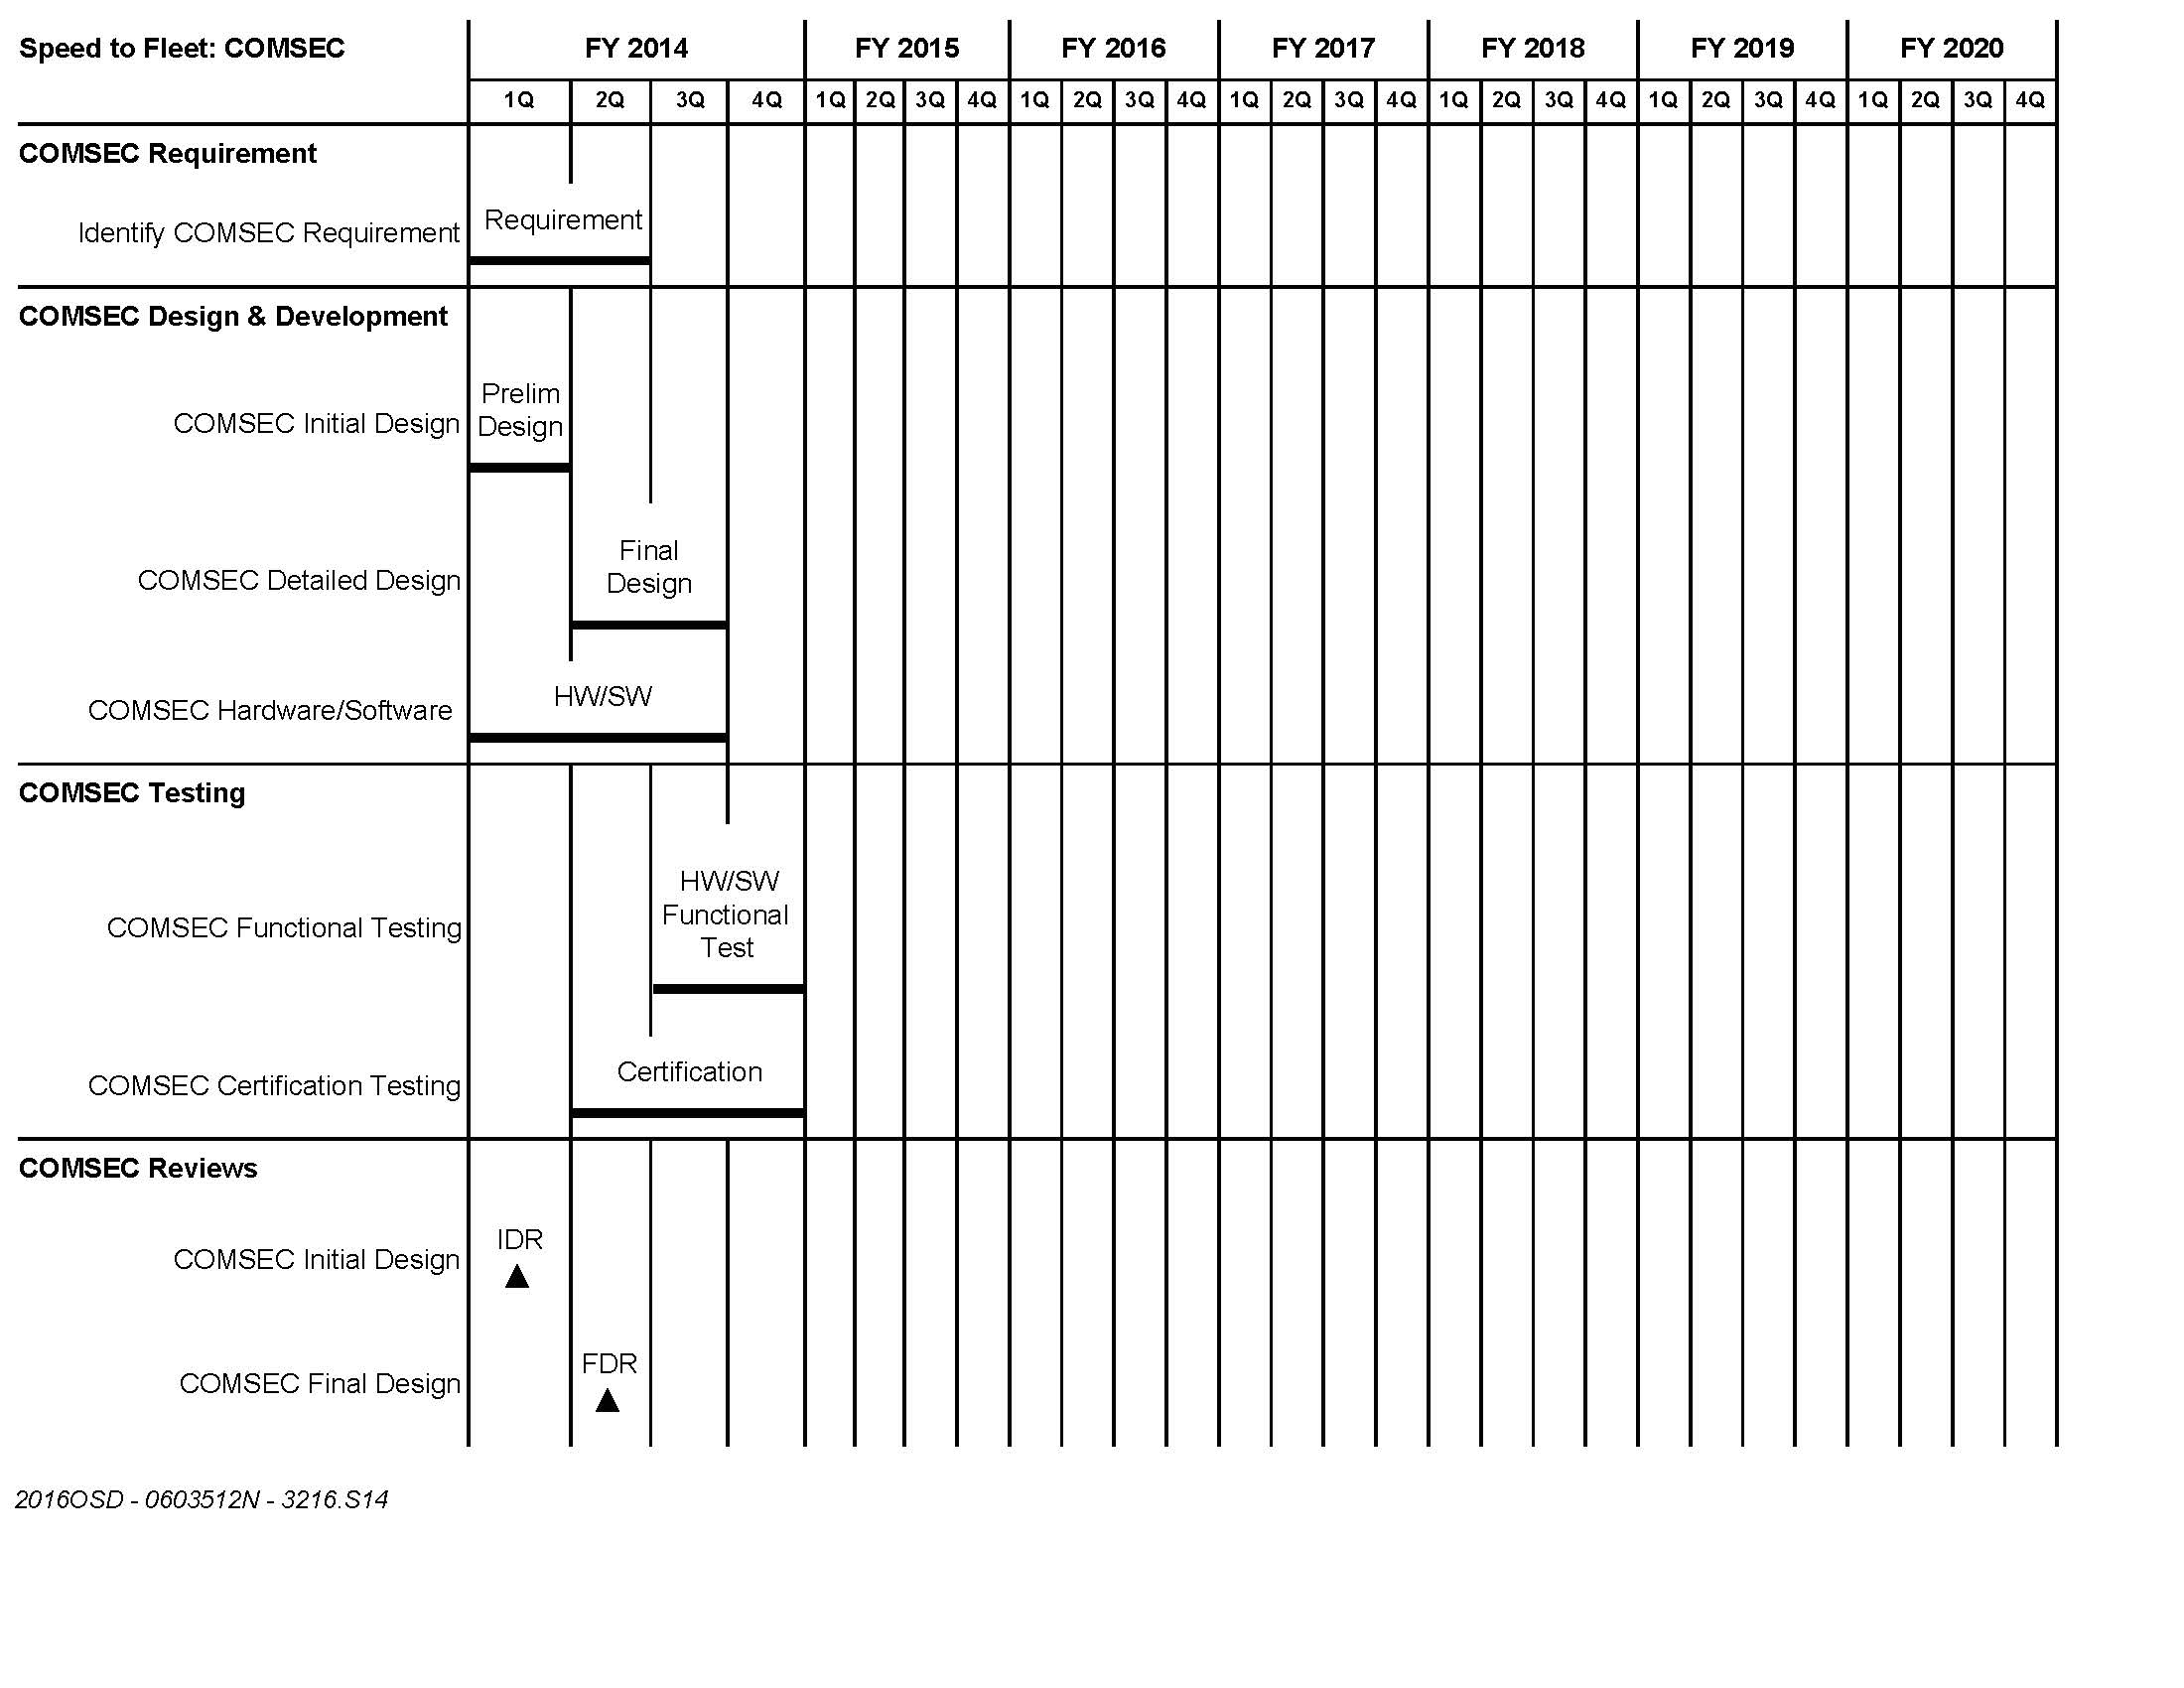 Speed to Fleet: COMSEC FY 2014 FY 2015 FY 2016 FY 2017 FY 2018 FY 2019 FY 2020
1Q 2Q 3Q 4Q 1Q 2Q 3Q 4Q 1Q 2Q 3Q 4Q 1Q 2Q 3Q 4Q 1Q 2Q 3Q 4Q 1Q 2Q 3Q 4Q 1Q 2Q 3Q 4Q
COMSEC Requirement
Requirement
Identify COMSEC Requirement
COMSEC Design & Development
Prelim
Design
COMSEC Initial Design
Final
Design
COMSEC Detailed Design
HW/SW
COMSEC Hardware/Software
COMSEC Testing
HW/SW
Functional
Test
COMSEC Functional Testing
Certification
COMSEC Certification Testing
COMSEC Reviews
IDR
COMSEC Initial Design
FDR
COMSEC Final Design
2016OSD - 0603512N - 3216.S14